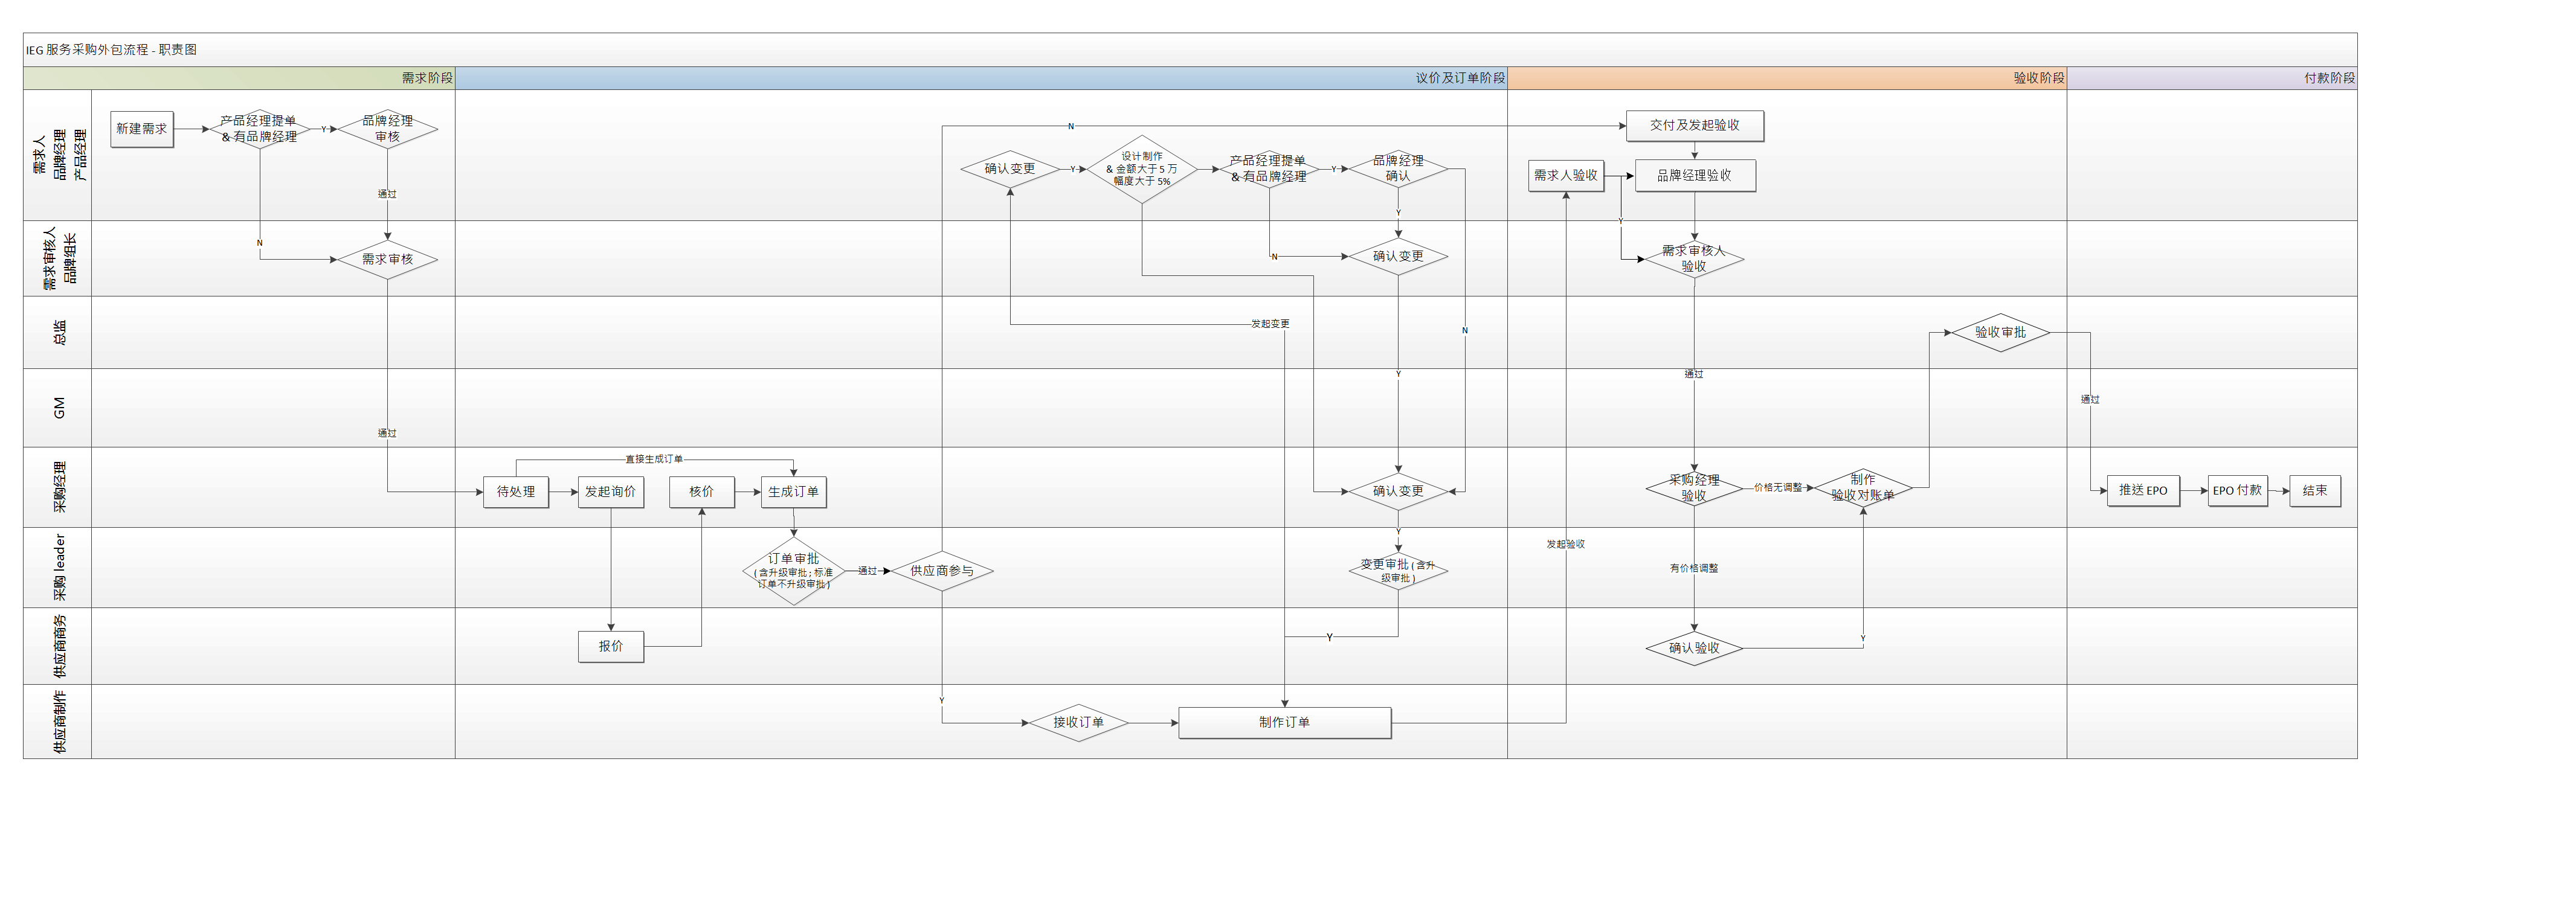 IEG 服务采购外包流程 - 职责图
需求阶段
议价及订单阶段
验收阶段
付款阶段
需求人
品牌经理
产品经理
新建需求
产品经理提单
& 有品牌经理
Y
品牌经理
审核
通过
N
N
确认变更
Y
设计制作
& 金额大于 5 万
幅度大于 5%
产品经理提单
& 有品牌经理
Y
品牌经理
确认
Y
交付及发起验收
需求人验收
品牌经理验收
Y
需求审核人
品牌组长
需求审核
N
确认变更
需求审核人
验收
总监
发起变更
N
验收审批
GM
通过
Y
通过
通过
采购经理
直接生成订单
待处理
发起询价
核价
生成订单
确认变更
采购经理
验收
价格无调整
制作
验收对账单
推送 EPO
EPO 付款
结束
采购 leader
订单审批
( 含升级审批 ; 标准
订单不升级审批 )
通过
供应商参与
Y
变更审批 ( 含升
级审批 )
发起验收
有价格调整
供应商商务
报价
Y
确认验收
Y
供应商制作
Y
接收订单
制作订单